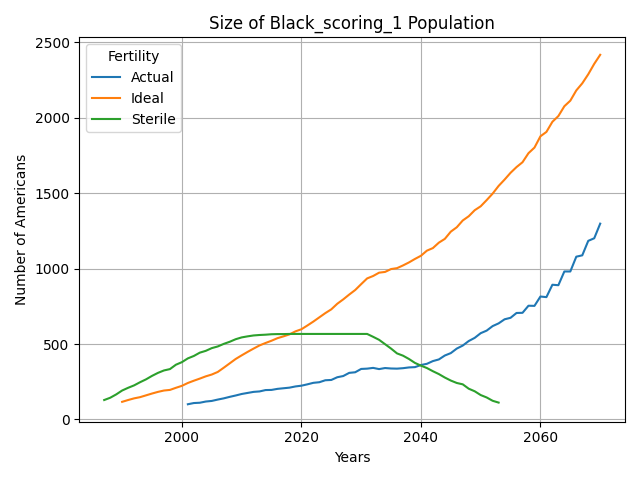 Size of Black_scoring_1 Population
Number of Americans
2500
2000
1500
1000
500
0
Fertility
Actual
Ideal
Sterile
2000
2020
2040
2060
Years